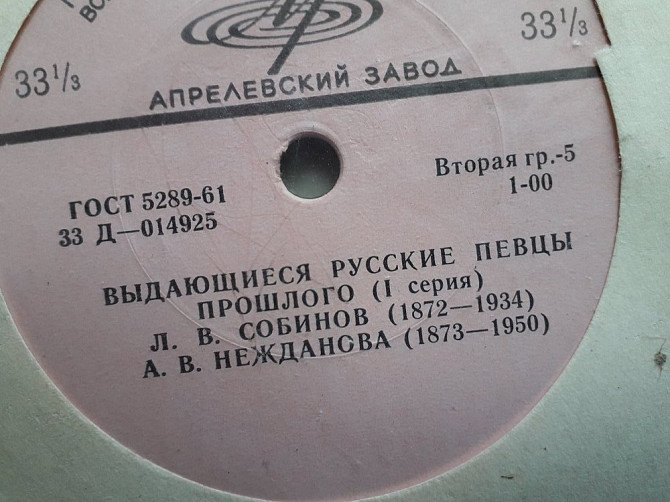 33⅓
33⅓
АПРЕЛЕВСКИЙ ЗАВОД
ГОСТ 5289-61
33 Д—014925
Вторая гр.-5
1-00
ВЫДАЮЩИЕСЯ РУССКИЕ ПЕВЦЫ
ПРОШЛОГО (I серия)
Л. В. СОБИНОВ (1872—1934)
А. В. НЕЖДАНОВА (1873—1950)